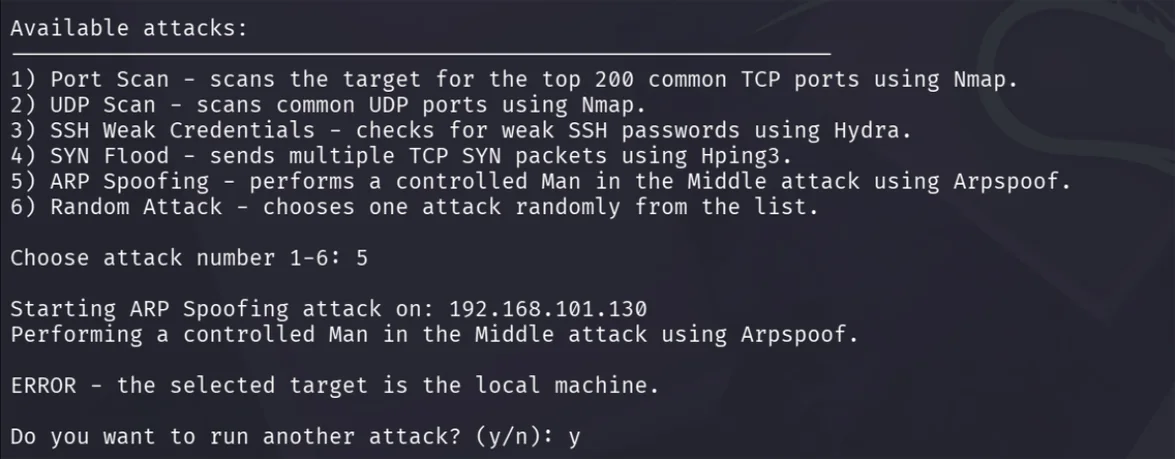 Available attacks:
1) Port Scan - scans the target for the top 200 common TCP ports using Nmap.
2) UDP Scan - scans common UDP ports using Nmap.
3) SSH Weak Credentials - checks for weak SSH passwords using Hydra.
4) SYN Flood - sends multiple TCP SYN packets using Hping3.
5) ARP Spoofing - performs a controlled Man in the Middle attack using Arpspoof.
6) Random Attack - chooses one attack randomly from the list.
Choose attack number 1-6: 5
Starting ARP Spoofing attack on: 192.168.101.130
Performing a controlled Man in the Middle attack using Arpspoof.
ERROR - the selected target is the local machine.
Do you want to run another attack? (y/n): y